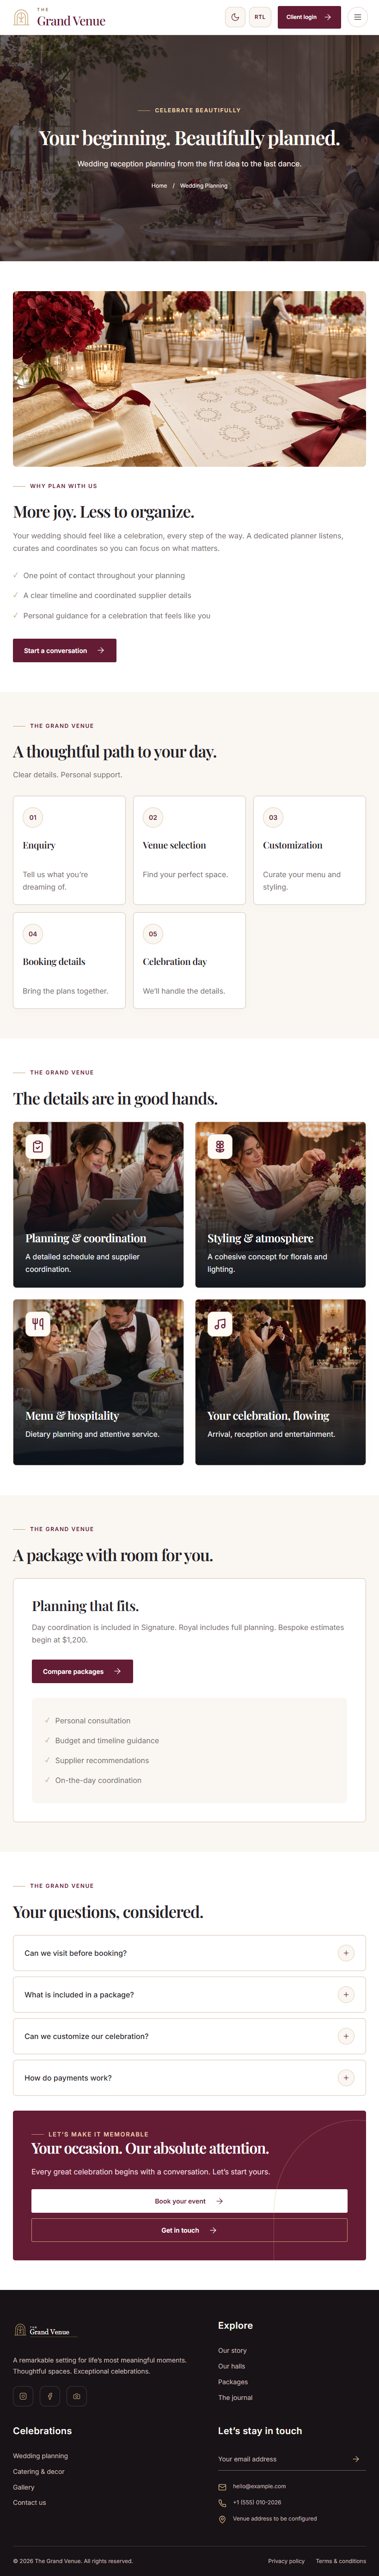 THE
Grand Venue
RTL
Client login
CELEBRATE BEAUTIFULLY
Your beginning. Beautifully planned.
Wedding reception planning from the first idea to the last dance.
Home / Wedding Planning
WHY PLAN WITH US
More joy. Less to organize.
Your wedding should feel like a celebration, every step of the way. A dedicated planner listens,
curates and coordinates so you can focus on what matters.
One point of contact throughout your planning
A clear timeline and coordinated supplier details
Personal guidance for a celebration that feels like you
Start a conversation
THE GRAND VENUE
A thoughtful path to your day.
Clear details. Personal support.
01
Enquiry
Tell us what you're
dreaming of.
02
Venue selection
Find your perfect space.
03
Customization
Curate your menu and
styling.
04
Booking details
Bring the plans together.
05
Celebration day
We'll handle the details.
THE GRAND VENUE
The details are in good hands.
Planning & coordination
A detailed schedule and supplier
coordination.
Styling & atmosphere
A cohesive concept for florals and
lighting.
Menu & hospitality
Dietary planning and attentive service.
Your celebration, flowing
Arrival, reception and entertainment.
THE GRAND VENUE
A package with room for you.
Planning that fits.
Day coordination is included in Signature. Royal includes full planning. Bespoke estimates
begin at $1,200.
Compare packages
Personal consultation
Budget and timeline guidance
Supplier recommendations
On-the-day coordination
THE GRAND VENUE
Your questions, considered.
Can we visit before booking?
What is included in a package?
Can we customize our celebration?
How do payments work?
LET'S MAKE IT MEMORABLE
Your occasion. Our absolute attention.
Every great celebration begins with a conversation. Let's start yours.
Book your event
Get in touch
THE
Grand Venue
A remarkable setting for life's most meaningful moments.
Thoughtful spaces. Exceptional celebrations.
Explore
Our story
Our halls
Packages
The journal
Celebrations
Wedding planning
Catering & decor
Gallery
Contact us
Let's stay in touch
Your email address
hello@example.com
+1 (555) 010-2026
Venue address to be configured
© 2026 The Grand Venue. All rights reserved.
Privacy policy
Terms & conditions